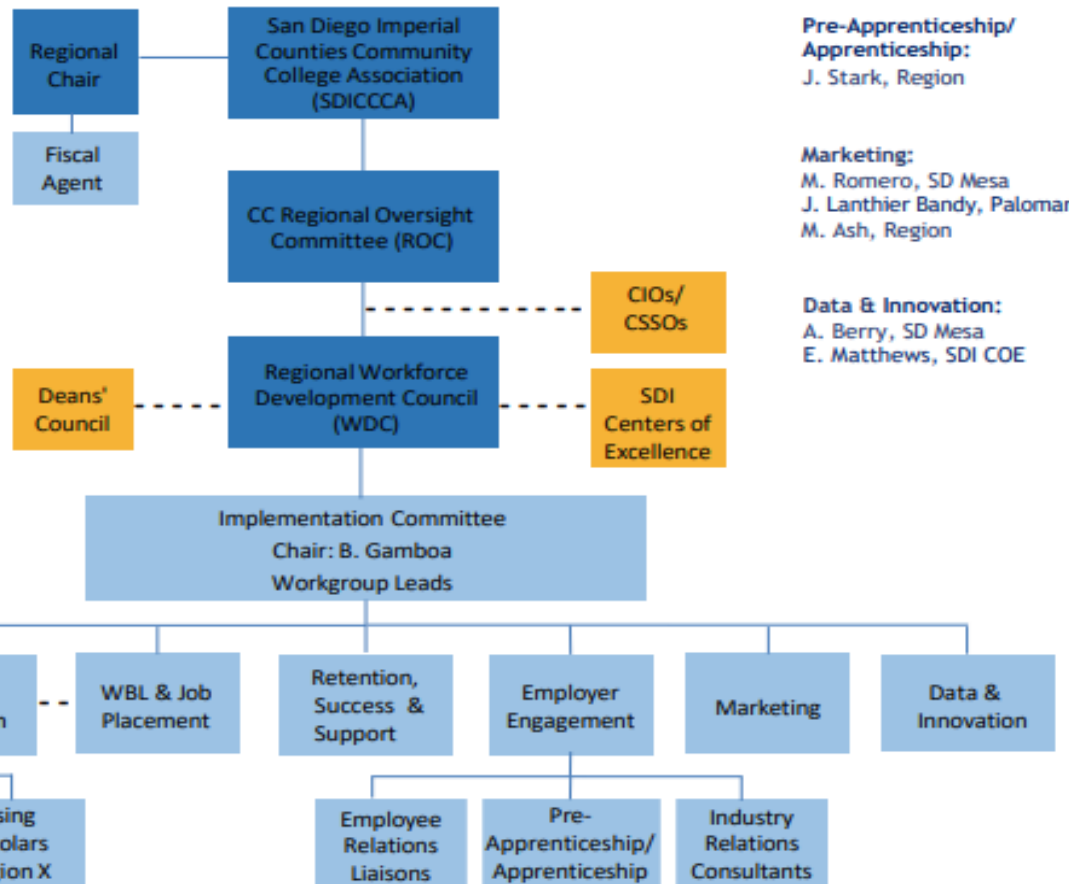 Regional
Chair
San Diego Imperial
Counties Community
College Association
(SDICCCA)
Fiscal
Agent
CC Regional Oversight
Committee (ROC)
CIOs/
CSSOs
Deans'
Council
Regional Workforce
Development Council
(WDC)
SDI
Centers of
Excellence
Implementation Committee
Chair: B. Gamboa
Workgroup Leads
WBL & Job
Placement
Retention,
Success &
Support
Employer
Engagement
Marketing
Data &
Innovation
Employee
Relations
Liaisons
Pre-
Apprenticeship/
Apprenticeship
Industry
Relations
Consultants
Pre-Apprenticeship/
Apprenticeship:
J. Stark, Region
Marketing:
M. Romero, SD Mesa
J. Lanthier Bandy, Palomar
M. Ash, Region
Data & Innovation:
A. Berry, SD Mesa
E. Matthews, SDI COE